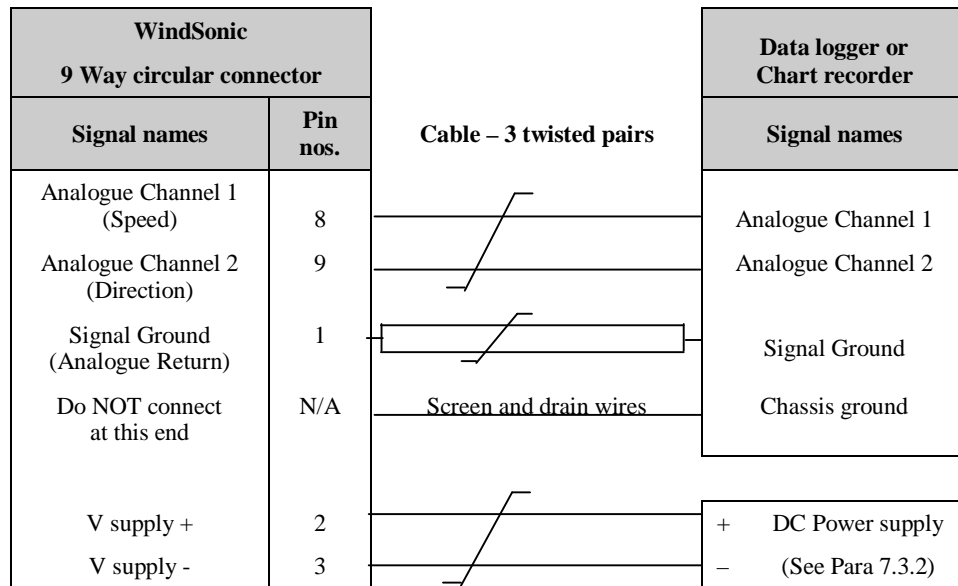 WindSonic
9 Way circular connector
Data logger or
Chart recorder
Signal names
Pin
nos.
Cable – 3 twisted pairs
Signal names
Analogue Channel 1
(Speed)
8
Analogue Channel 1
Analogue Channel 2
(Direction)
9
Analogue Channel 2
Signal Ground
(Analogue Return)
1
Signal Ground
Do NOT connect
at this end
N/A
Screen and drain wires
Chassis ground
V supply +
2
+ DC Power supply
V supply -
3
– (See Para 7.3.2)